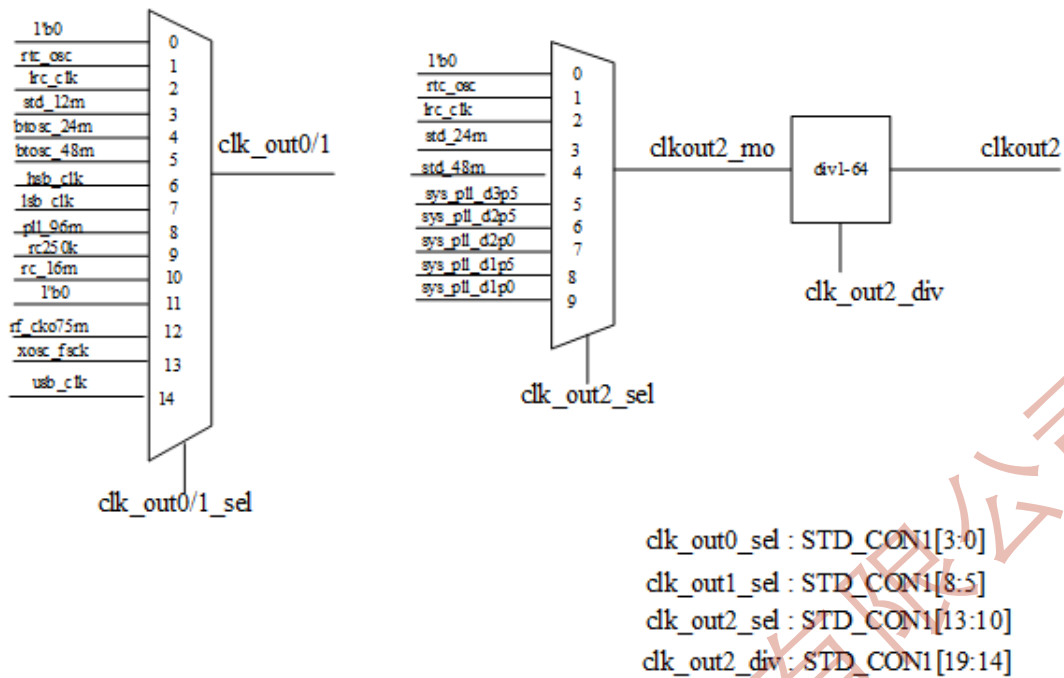 1'b0
0
rtc_osc
1
lrc_clk
2
std_12m
3
btosc_24m
4
btosc_48m
5
hsb_clk
6
lsb_clk
7
pll_96m
8
rc250k
9
rc_16m
10
1'b0
11
rf_cko75m
12
xosc_fsck
13
usb_clk
14
clk_out0/1
clk_out0/1_sel
1'b0
0
rtc_osc
1
lrc_clk
2
std_24m
3
std_48m
4
sys_pll_d3p5
5
sys_pll_d2p5
6
sys_pll_d2p0
7
sys_pll_d1p5
8
sys_pll_d1p0
9
clk_out2_sel
clkout2_mo
div1-64
clkout2
clk_out2_div
clk_out0_sel : STD_CON1[3:0]
clk_out1_sel : STD_CON1[8:5]
clk_out2_sel : STD_CON1[13:10]
clk_out2_div : STD_CON1[19:14]
有限公司